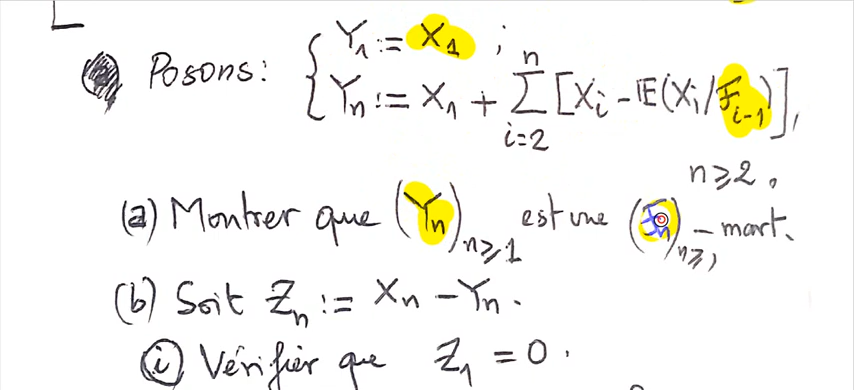 Y₁ := X₁ ;
Posons : { Yₙ := X₁ + ∑ᵢ₌₂ⁿ [Xᵢ - 𝔼(Xᵢ/ℱᵢ₋₁)],
n ≥ 2.
(a) Montrer que (Yₙ)ₙ≥₁ est une (ℱₙ)ₙ≥₁ - mart.
(b) Soit Zₙ := Xₙ - Yₙ.
(i) Vérifier que Z₁ = 0.